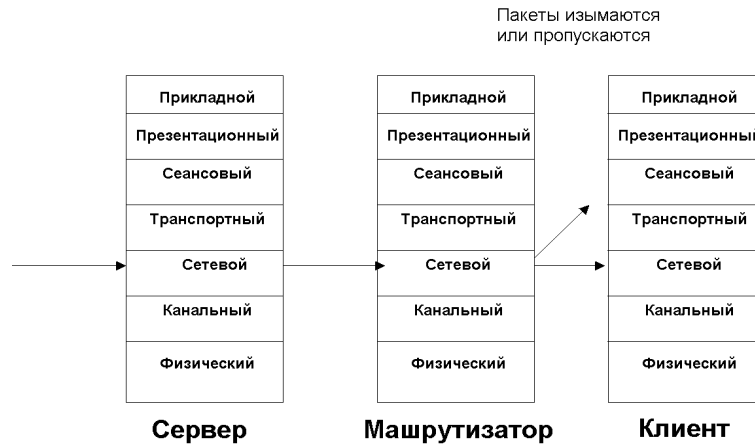 Пакеты изымаются
или пропускаются
Прикладной
Презентационный
Сеансовый
Транспортный
Сетевой
Канальный
Физический
Сервер
Прикладной
Презентационный
Сеансовый
Транспортный
Сетевой
Канальный
Физический
Машрутизатор
Прикладной
Презентационный
Сеансовый
Транспортный
Сетевой
Канальный
Физический
Клиент